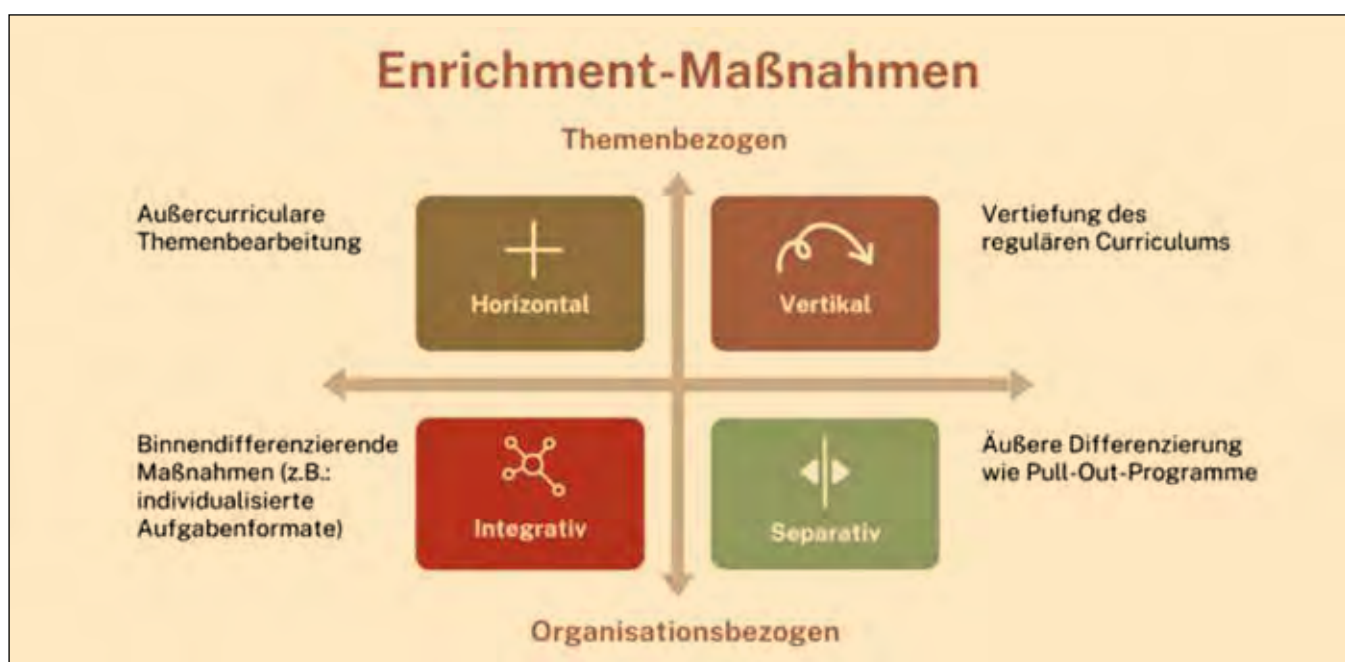 Enrichment-Maßnahmen
Themenbezogen
Außercurriculare
Themenbearbeitung
Horizontal
Vertikal
Vertiefung des
regulären Curriculums
Binnendifferenzierende
Maßnahmen (z.B.:
individualisierte
Aufgabenformate)
Integrativ
Separativ
Äußere Differenzierung
wie Pull-Out-Programme
Organisationsbezogen